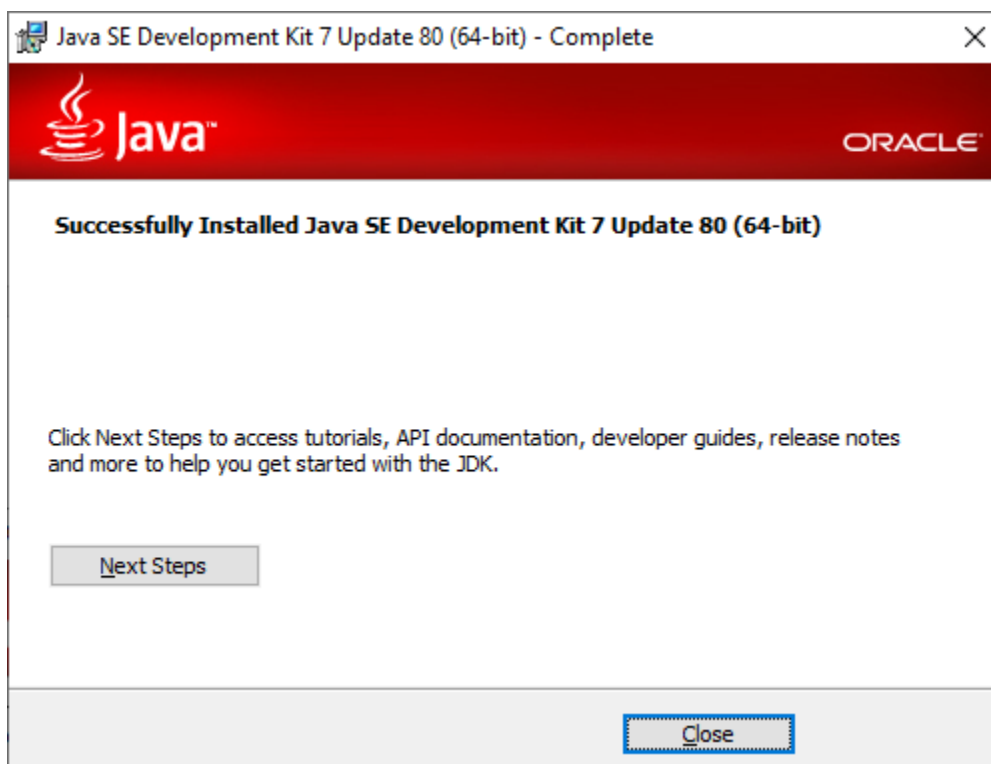 Java SE Development Kit 7 Update 80 (64-bit) - Complete
Java™
ORACLE
Successfully Installed Java SE Development Kit 7 Update 80 (64-bit)
Click Next Steps to access tutorials, API documentation, developer guides, release notes
and more to help you get started with the JDK.
Next Steps
Close